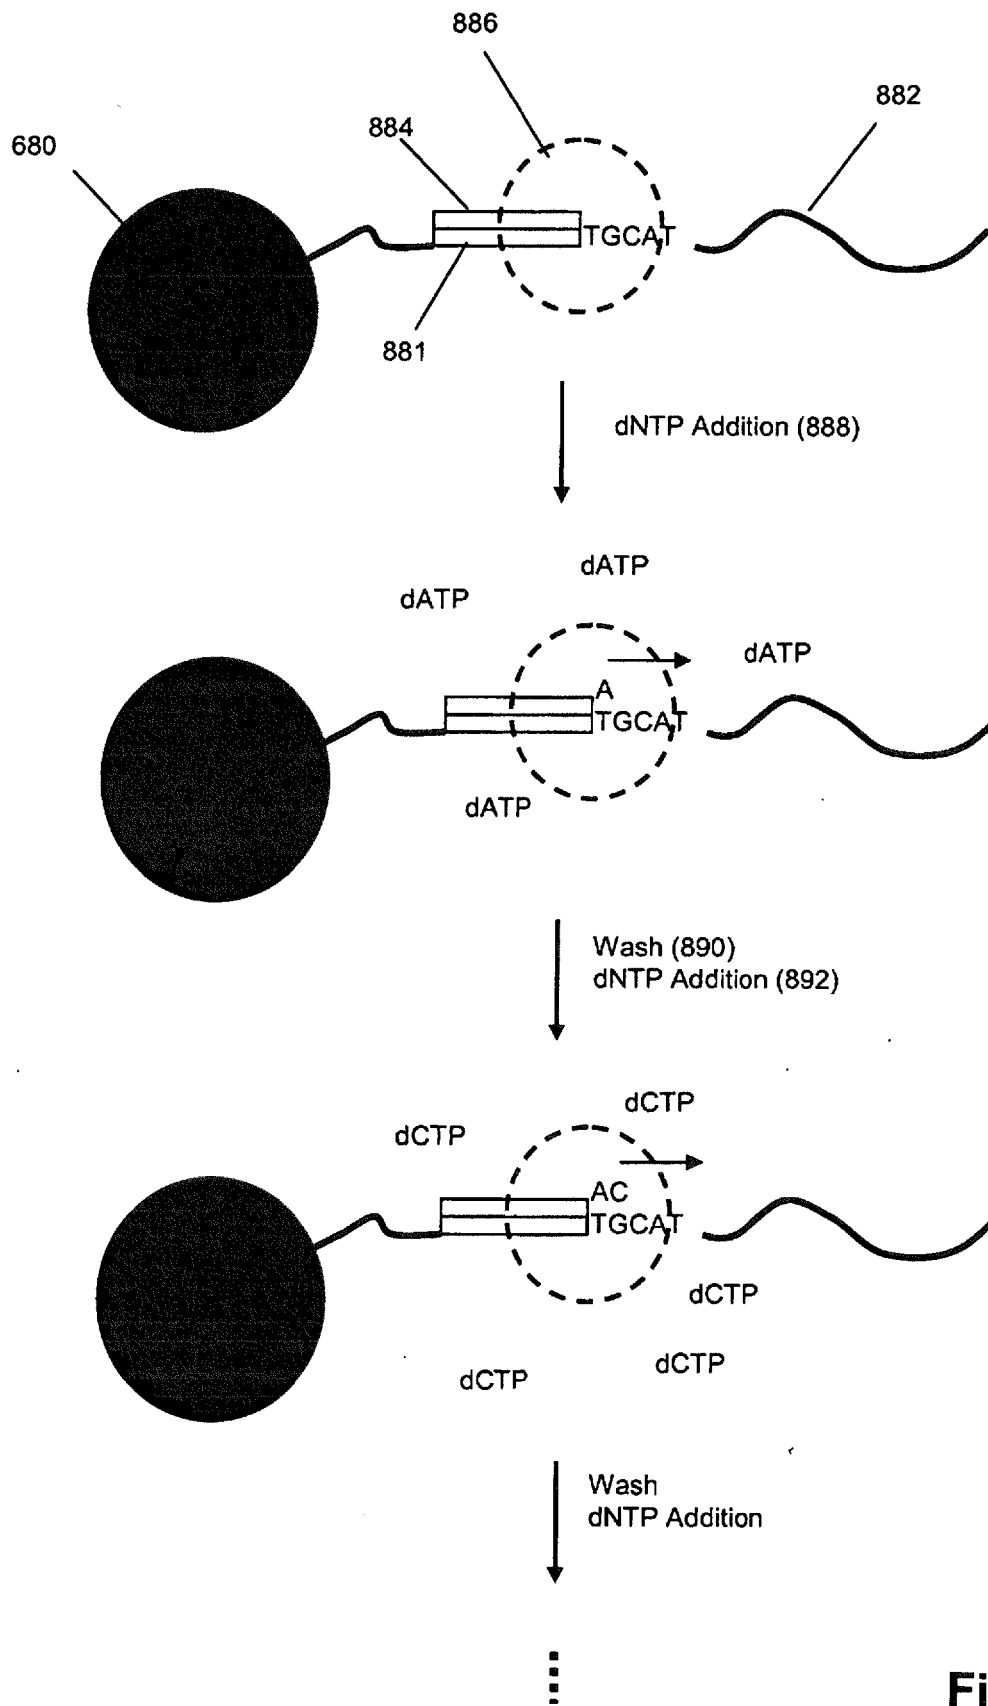 886
882
884
680
TGCAT
881
dNTP Addition (888)
dATP
dATP
dATP
A
TGCAT
dATP
Wash (890)
dNTP Addition (892)
dCTP
dCTP
AC
TGCAT
dCTP
dCTP
dCTP
Wash
dNTP Addition
Fi